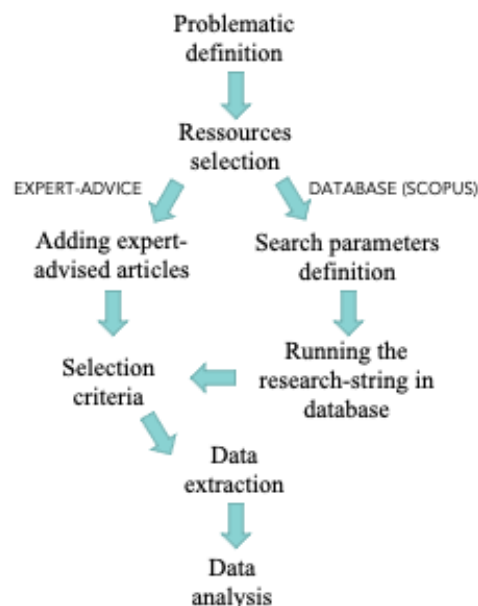 Problematic
definition
Ressources
selection
EXPERT-ADVICE
DATABASE (SCOPUS)
Adding expert-
advised articles
Search parameters
definition
Selection
criteria
Running the
research-string in
database
Data
extraction
Data
analysis